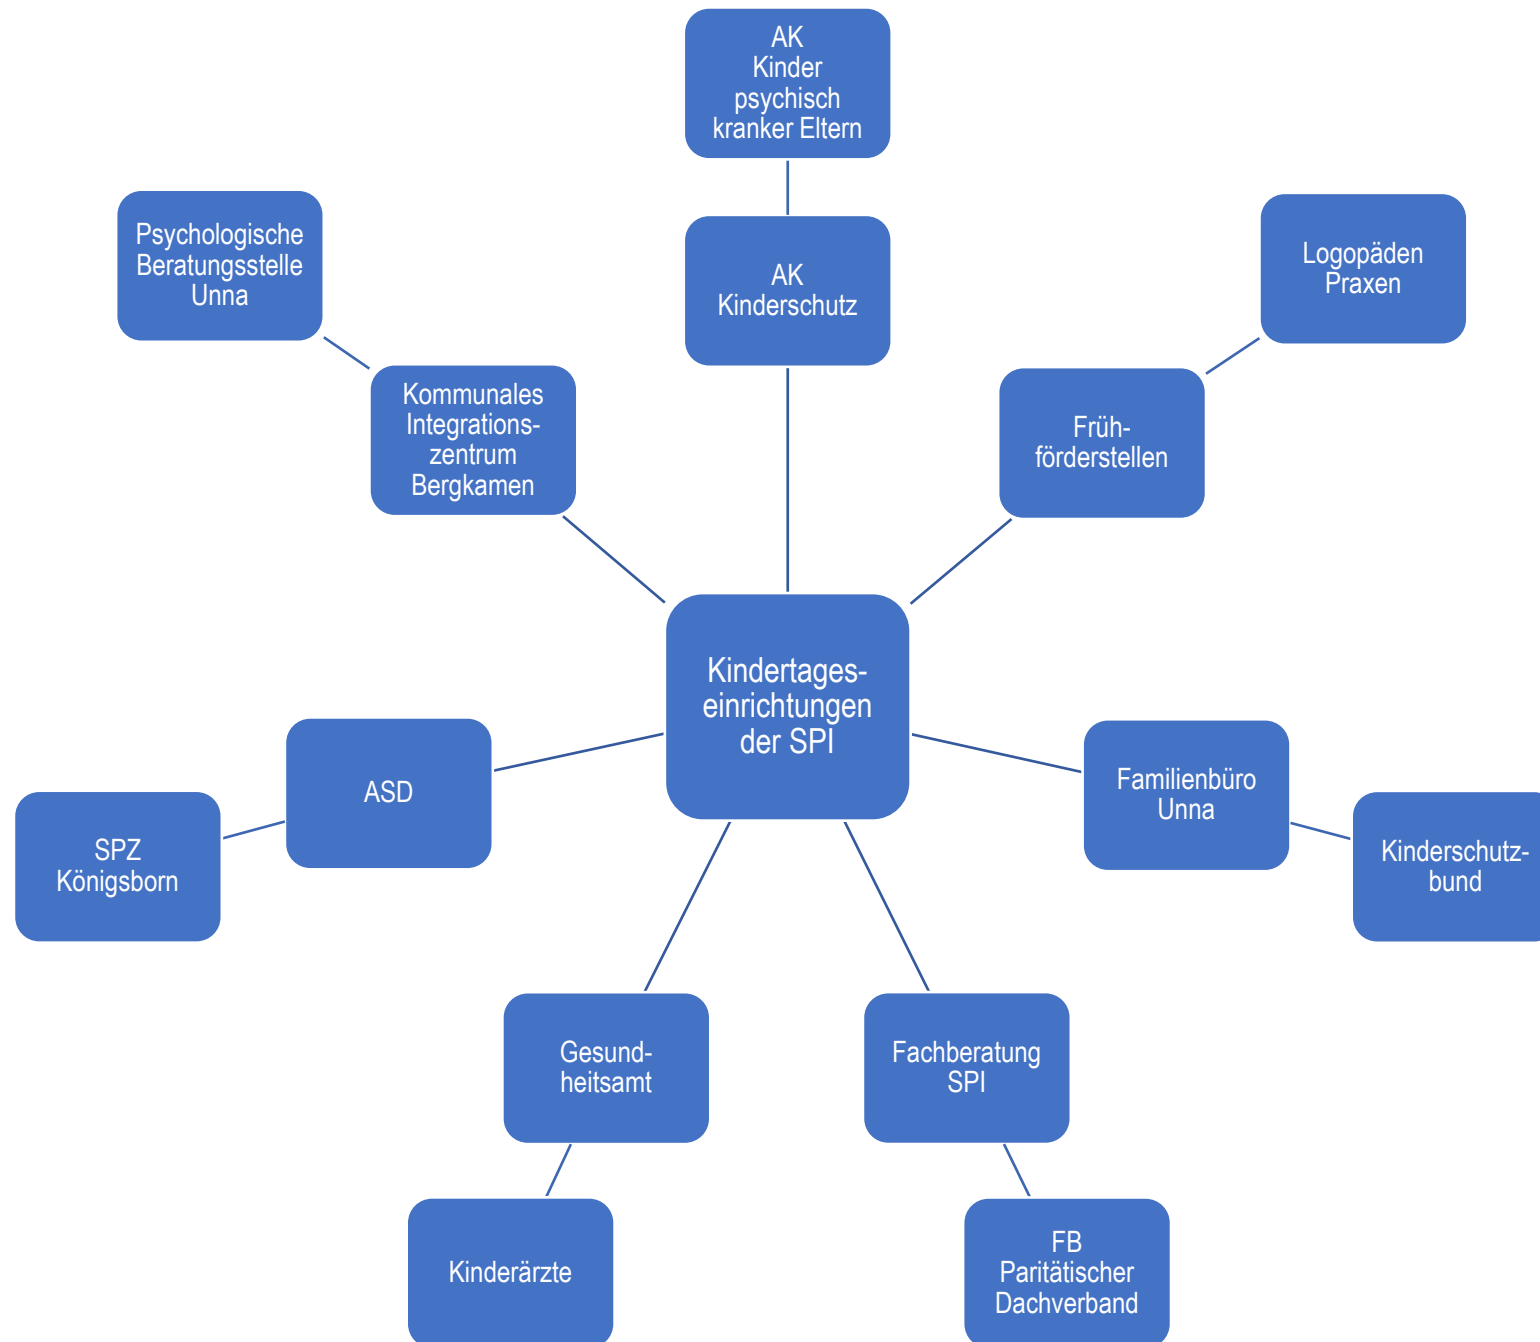 AK
Kinder
psychisch
kranker Eltern
Psychologische
Beratungsstelle
Unna
Logopäden
Praxen
AK
Kinderschutz
Kommunales
Integrations-
zentrum
Bergkamen
Früh-
förderstellen
Kindertages-
einrichtungen
der SPI
ASD
Familienbüro
Unna
SPZ
Königsborn
Kinderschutz-
bund
Gesund-
heitsamt
Fachberatung
SPI
Kinderärzte
FB
Paritätischer
Dachverband